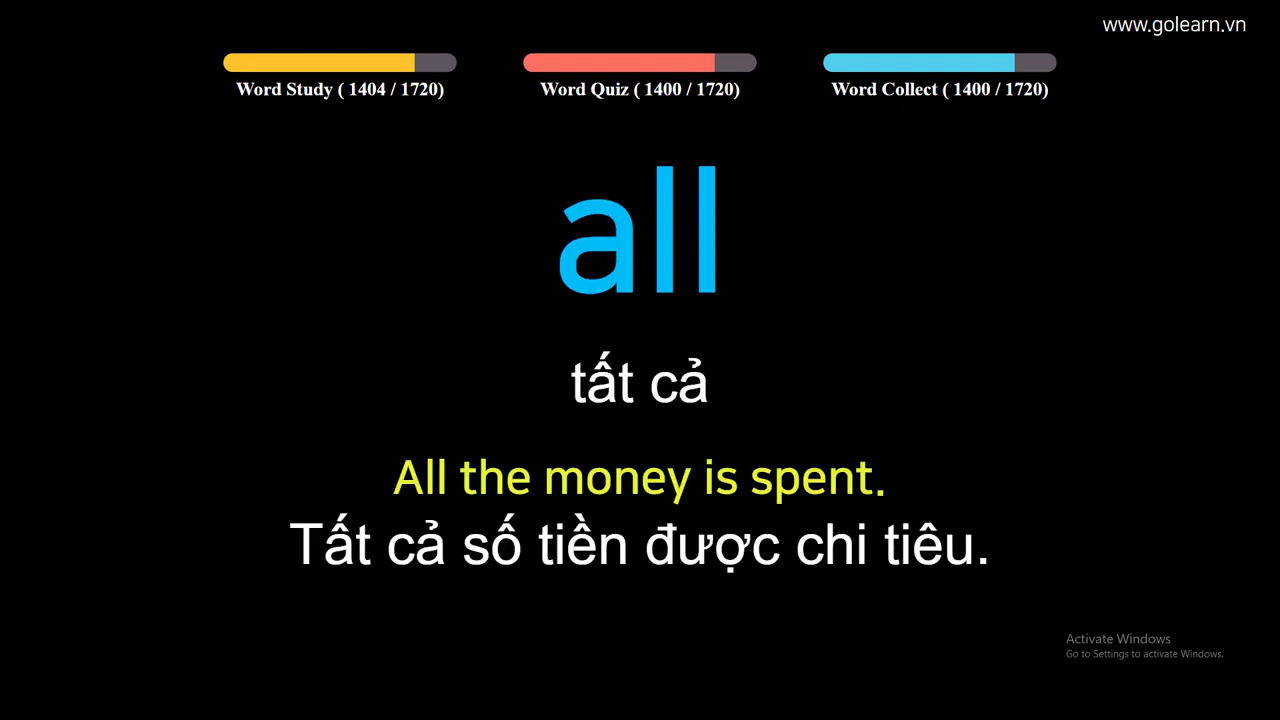 www.golearn.vn
Word Study ( 1404 / 1720)
Word Quiz ( 1400 / 1720)
Word Collect ( 1400 / 1720)
all
tất cả
All the money is spent.
Tất cả số tiền được chi tiêu.
Activate Windows
Go to Settings to activate Windows.